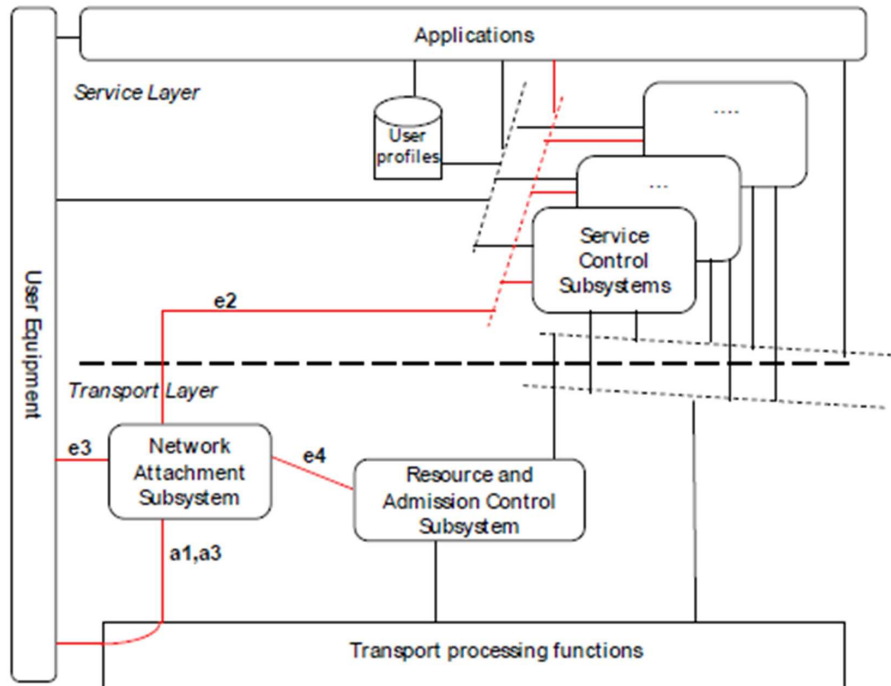 Applications
Service Layer
User
profiles
....
...
Service
Control
Subsystems
User Equipment
e2
Transport Layer
e3
Network
Attachment
Subsystem
e4
Resource and
Admission Control
Subsystem
a1,a3
Transport processing functions